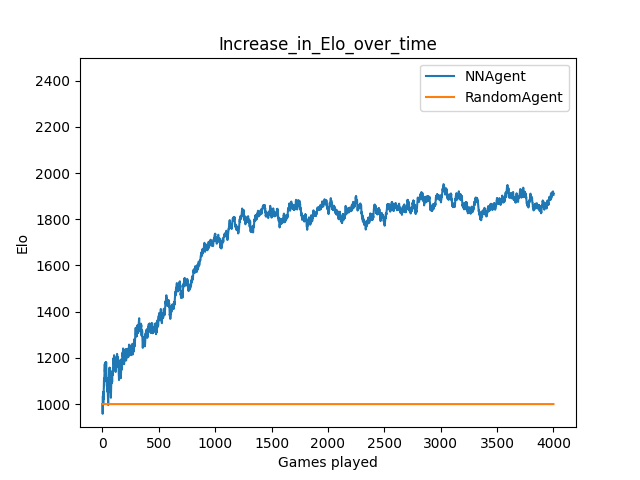 Increase_in_Elo_over_time
NNAgent
RandomAgent
2400
2200
2000
1800
1600
1400
1200
1000
Elo
0 500 1000 1500 2000 2500 3000 3500 4000
Games played